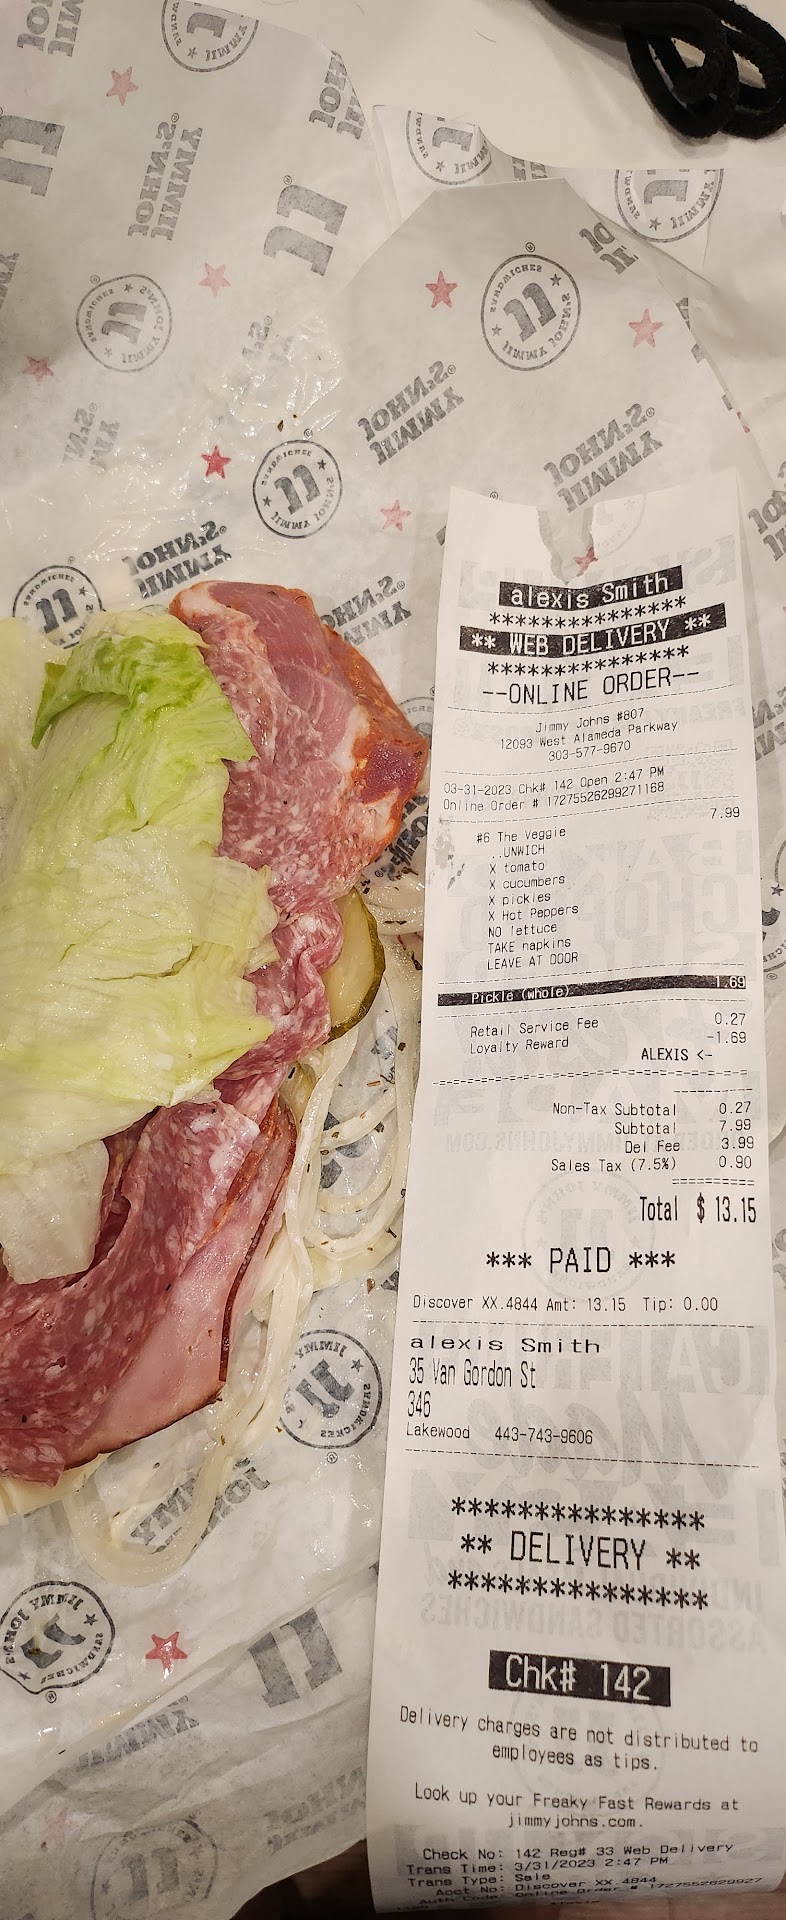 alexis Smith
***************
** WEB DELIVERY **
***************
--ONLINE ORDER--
Jimmy Johns #807
12093 West Alameda Parkway
303-577-9670
03-31-2023 Chk# 142 Open 2:47 PM
Online Order # 17275526299271168
#6 The Veggie 7.99
..UNWICH
X tomato
X cucumbers
X pickles
X Hot Peppers
NO lettuce
TAKE napkins
LEAVE AT DOOR
Pickle (whole) 1.69
Retail Service Fee 0.27
Loyalty Reward -1.69
ALEXIS <-
Non-Tax Subtotal 0.27
Subtotal 7.99
Del Fee 3.99
Sales Tax (7.5%) 0.90
Total $ 13.15
*** PAID ***
Discover XX.4844 Amt: 13.15 Tip: 0.00
alexis Smith
35 Van Gordon St
346
Lakewood 443-743-9606
***************
** DELIVERY **
***************
Chk# 142
Delivery charges are not distributed to
employees as tips.
Look up your Freaky Fast Rewards at
jimmyjohns.com.
Check No: 142 Reg# 33 Web Delivery
Trans Time: 3/31/2023 2:47 PM
Trans Type: Sale
Acct No: Discover XX.4844
Auth Code: Online Order #
JIMMY JOHN'S
SANDWICHES